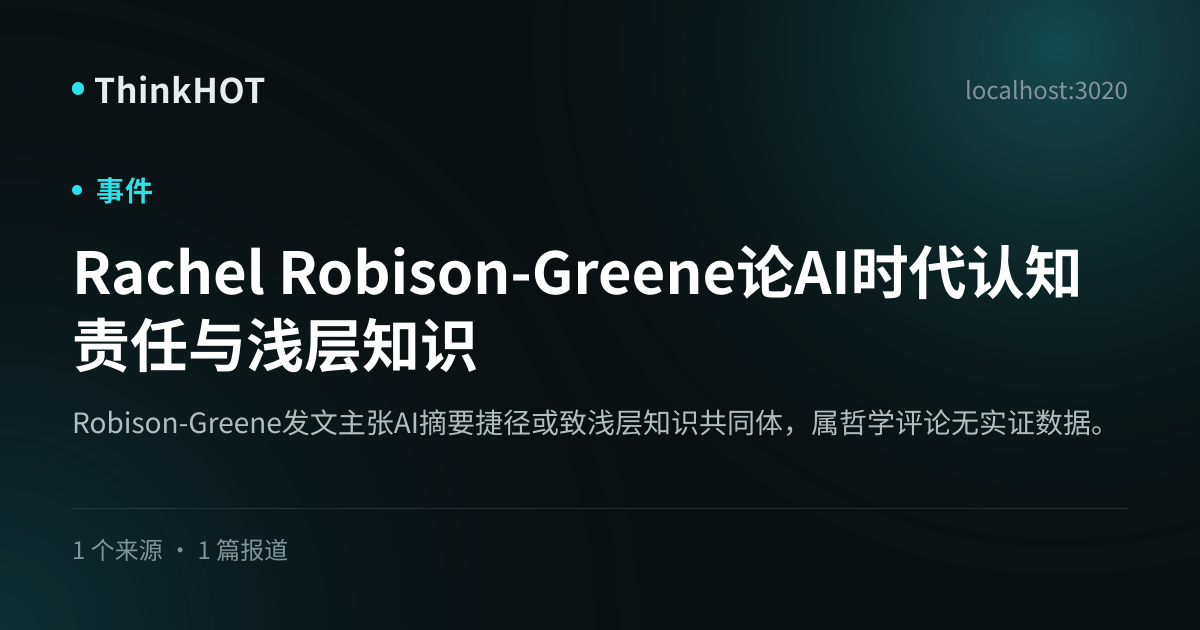 ThinkHOT
localhost:3020
事件
Rachel Robison-Greene论AI时代认知
责任与浅层知识
Robison-Greene发文主张AI摘要捷径或致浅层知识共同体，属哲学评论无实证数据。
1 个来源 · 1 篇报道